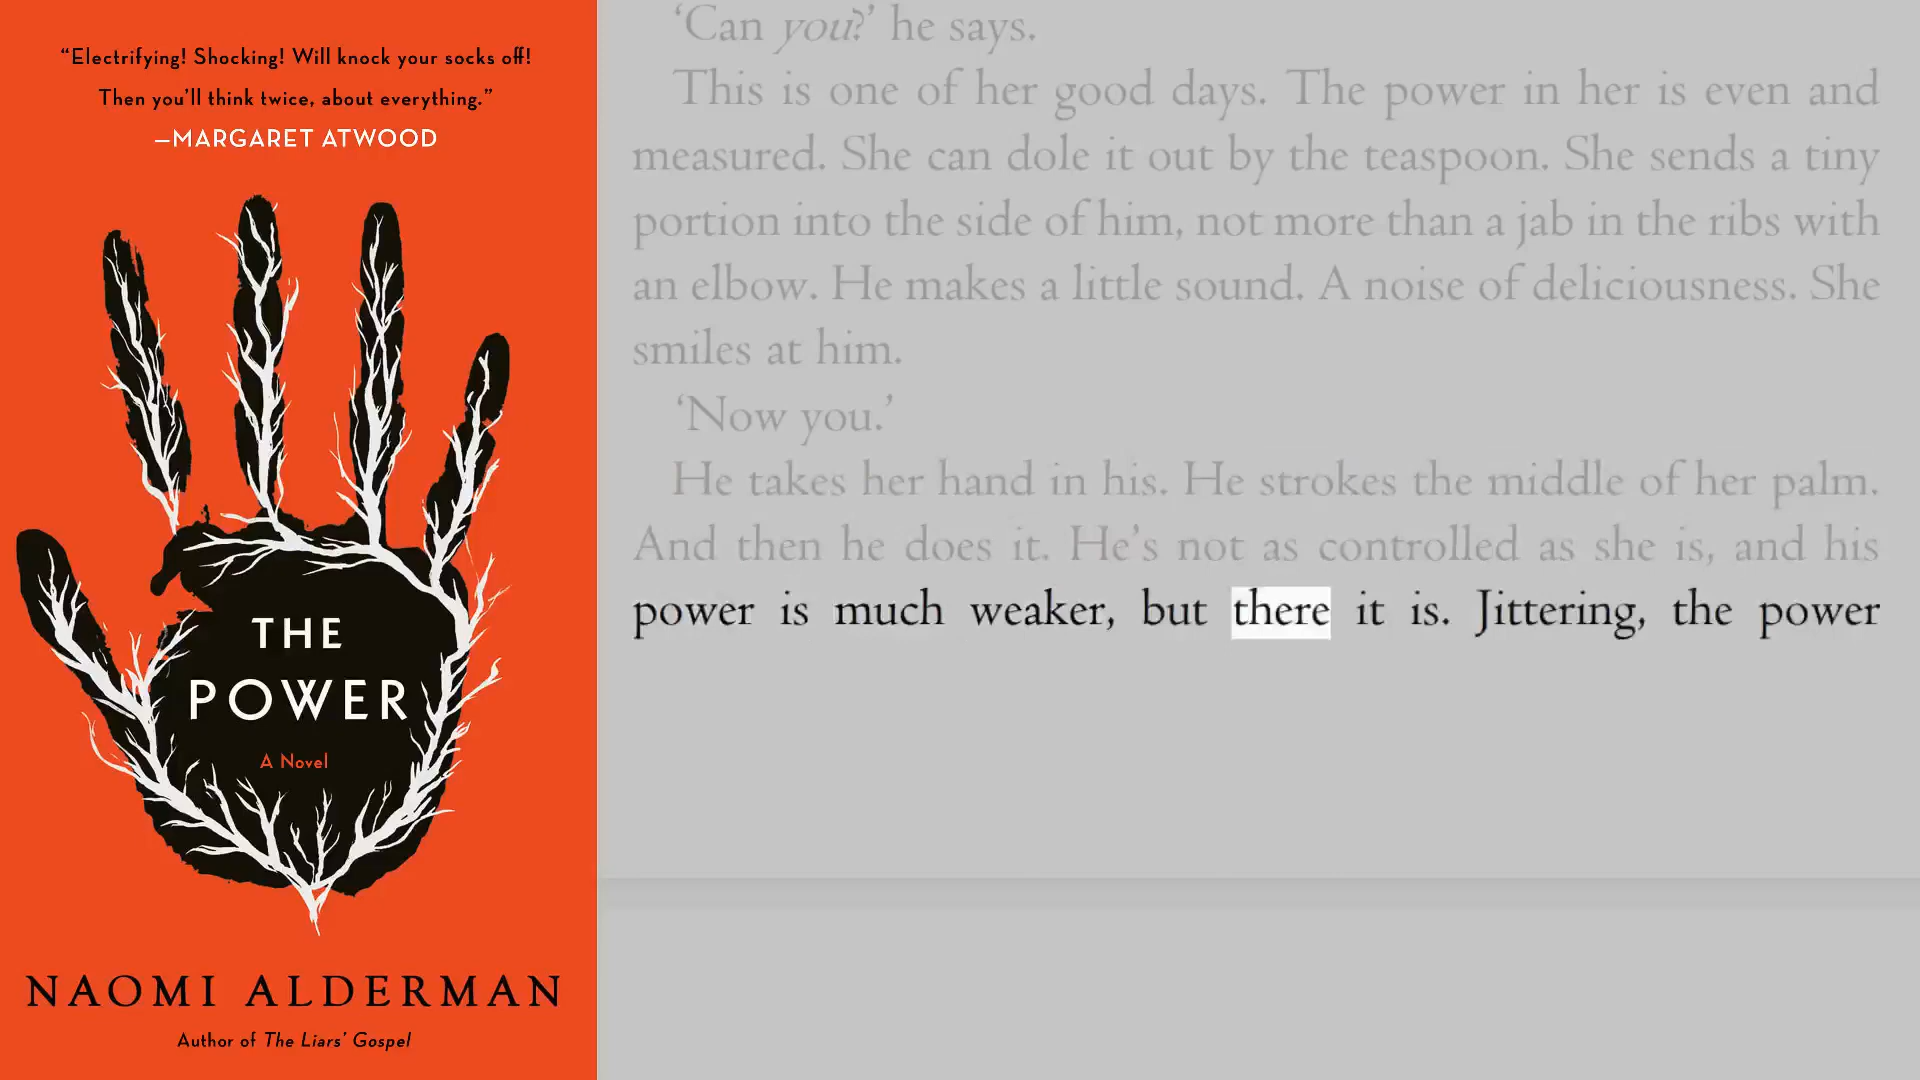 “Electrifying! Shocking! Will knock your socks off!
Then you’ll think twice, about everything.”
—MARGARET ATWOOD
THE
POWER
A Novel
NAOMI ALDERMAN
Author of The Liars’ Gospel
‘Can you?’ he says.
This is one of her good days. The power in her is even and
measured. She can dole it out by the teaspoon. She sends a tiny
portion into the side of him, not more than a jab in the ribs with
an elbow. He makes a little sound. A noise of deliciousness. She
smiles at him.
‘Now you.’
He takes her hand in his. He strokes the middle of her palm.
And then he does it. He’s not as controlled as she is, and his
power is much weaker, but there it is. Jittering, the power